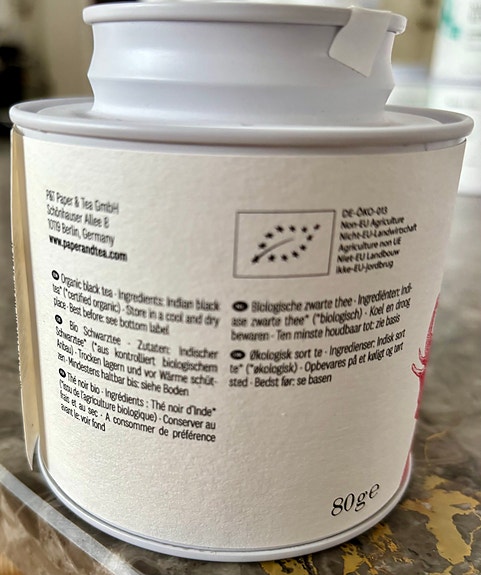 P&T Paper & Tea GmbH
Schönhauser Allee 8
10119 Berlin, Germany
www.paperandtea.com
Organic black tea · Ingredients: Indian black
tea* (*certified organic) · Store in a cool and dry
place · Best before: see bottom label
Bio Schwarztee · Zutaten: Indischer
Schwarztee* (*aus kontrolliert biologischem
Anbau) · Trocken lagern und vor Wärme schüt-
zen · Mindestens haltbar bis: siehe Boden
Thé noir bio · Ingrédients : Thé noir d'Inde*
(*issu de l'agriculture biologique) · Conserver au
frais et au sec · A consommer de préférence
avant le: voir fond
DE-ÖKO-013
Non-EU Agriculture
Nicht-EU-Landwirtschaft
Agriculture non UE
Niet-EU Landbouw
Ikke-EU-jordbrug
Biologische zwarte thee · Ingrediënten: Indi-
ase zwarte thee* (*biologisch) · Koel en droog
bewaren · Ten minste houdbaar tot: zie basis
Økologisk sort te · Ingredienser: Indisk sort
te* (*økologisk) · Opbevares på et køligt og tørt
sted · Bedst før: se basen
80g e